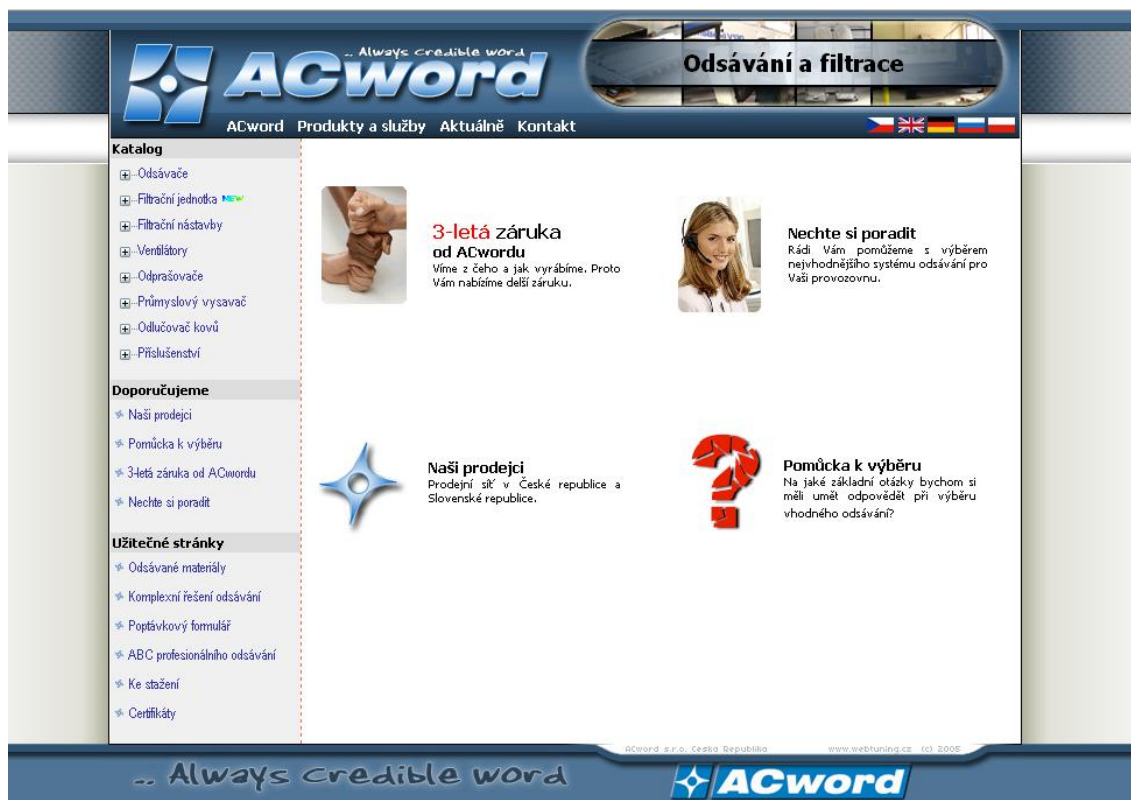 .. Always credible word
ACword
Odsávání a filtrace
ACword Produkty a služby Aktuálně Kontakt
Katalog
Odsávače
Filtrační jednotka NEW
Filtrační nástavby
Ventilátory
Odprašovače
Průmyslový vysavač
Odlučovač kovů
Příslušenství
Doporučujeme
Naši prodejci
Pomůcka k výběru
3-letá záruka od ACwordu
Nechte si poradit
Užitečné stránky
Odsávané materiály
Komplexní řešení odsávání
Poptávkový formulář
ABC profesionálního odsávání
Ke stažení
Certifikáty
3-letá záruka
od ACwordu
Víme z čeho a jak vyrábíme. Proto
Vám nabízíme delší záruku.
Nechte si poradit
Rádi Vám pomůžeme s výběrem
nejvhodnějšího systému odsávání pro
Vaši provozovnu.
Naši prodejci
Prodejní síť v České republice a
Slovenské republice.
Pomůcka k výběru
Na jaké základní otázky bychom si
měli umět odpovědět při výběru
vhodného odsávání?
ACword s.r.o. Ceska Republika www.webtuning.cz (c) 2005
.. Always credible word
ACword